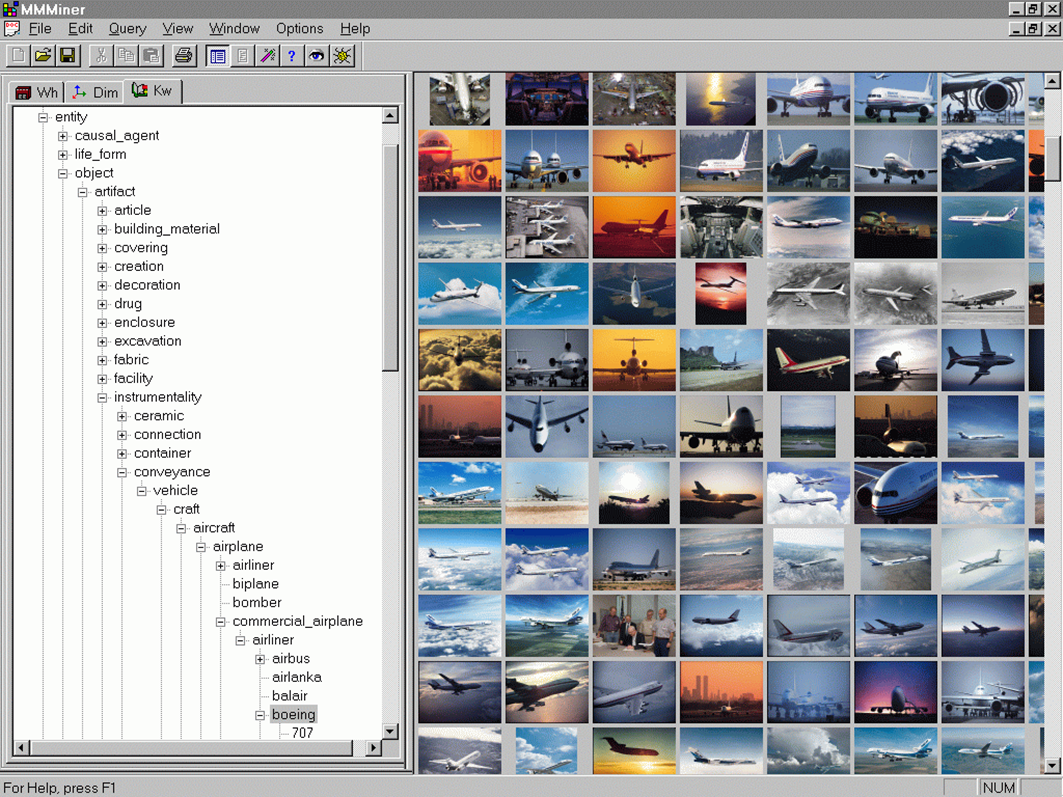 MMMiner
File Edit Query View Window Options Help
Wh Dim Kw
entity
causal_agent
life_form
object
artifact
article
building_material
covering
creation
decoration
drug
enclosure
excavation
fabric
facility
instrumentality
ceramic
connection
container
conveyance
vehicle
craft
aircraft
airplane
airliner
biplane
bomber
commercial_airplane
airliner
airbus
airlanka
balair
boeing
707
For Help, press F1
NUM